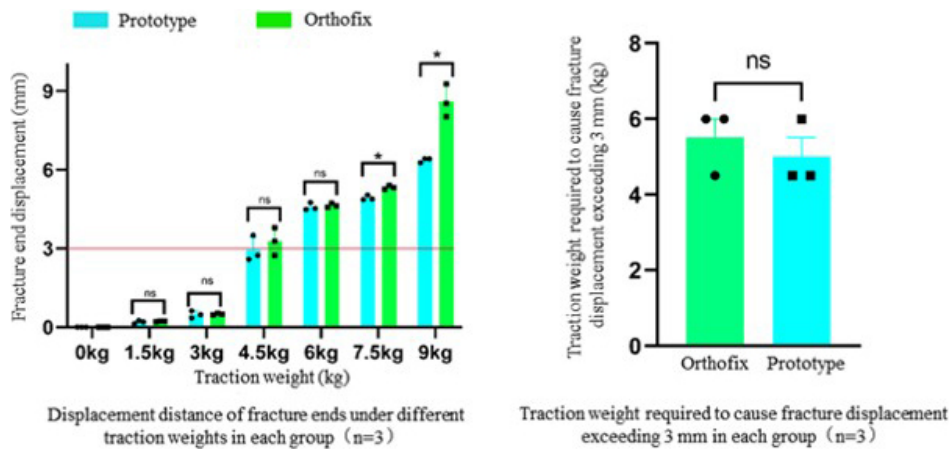 Prototype
Orthofix
Fracture end displacement (mm)
9
6
3
0
ns
ns
ns
ns
*
*
0kg
1.5kg
3kg
4.5kg
6kg
7.5kg
9kg
Traction weight (kg)
Displacement distance of fracture ends under different
traction weights in each group（n=3）
Traction weight required to cause fracture
displacement exceeding 3 mm (kg)
8
6
4
2
0
ns
Orthofix
Prototype
Traction weight required to cause fracture displacement
exceeding 3 mm in each group（n=3）